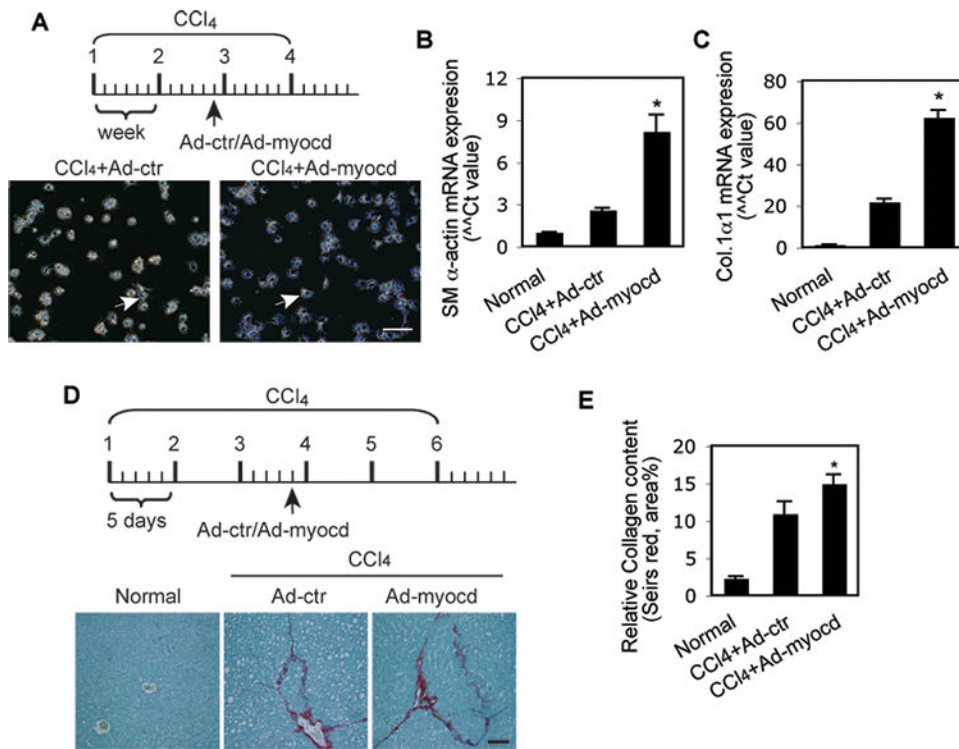 A
CCl4
1 2 3 4
week
Ad-ctr/Ad-myocd
CCl4+Ad-ctr
CCl4+Ad-myocd
B
SM α-actin mRNA expresion
(^^Ct value)
12
9
6
3
0
Normal
CCl4+Ad-ctr
CCl4+Ad-myocd
*
C
Col.1α1 mRNA expresion
(^^Ct value)
80
60
40
20
0
Normal
CCl4+Ad-ctr
CCl4+Ad-myocd
*
D
CCl4
1 2 3 4 5 6
5 days
Ad-ctr/Ad-myocd
CCl4
Normal
Ad-ctr
Ad-myocd
E
Relative Collagen content
(Seirs red, area%)
20
15
10
5
0
Normal
CCl4+Ad-ctr
CCl4+Ad-myocd
*